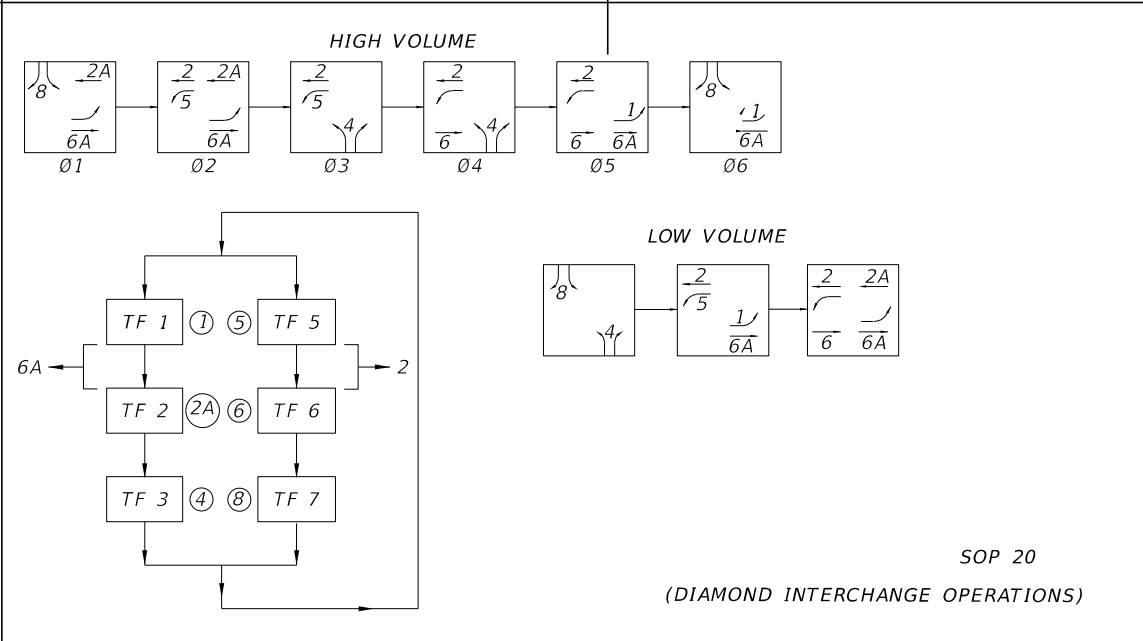 HIGH VOLUME
8 2A 6A
2 2A 5 6A
2 5 4
2 6 4
2 1 6 6A
8 1 6A
Ø1 Ø2 Ø3 Ø4 Ø5 Ø6
LOW VOLUME
8 4
2 5 1 6A
2 2A 6 6A
TF 1 1 5 TF 5
6A 2
TF 2 2A 6 TF 6
TF 3 4 8 TF 7
SOP 20
(DIAMOND INTERCHANGE OPERATIONS)